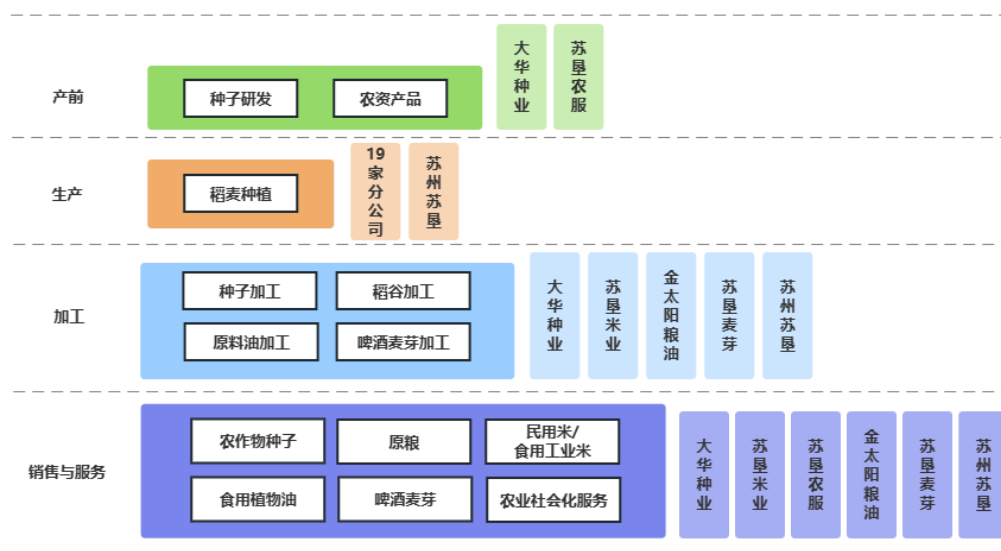 产前
种子研发
农资产品
大华种业
苏垦农服
生产
稻麦种植
19家分公司
苏州苏垦
加工
种子加工
稻谷加工
原料油加工
啤酒麦芽加工
大华种业
苏垦米业
金太阳粮油
苏垦麦芽
苏州苏垦
销售与服务
农作物种子
原粮
民用米/
食用工业米
食用植物油
啤酒麦芽
农业社会化服务
大华种业
苏垦米业
苏垦农服
金太阳粮油
苏垦麦芽
苏州苏垦